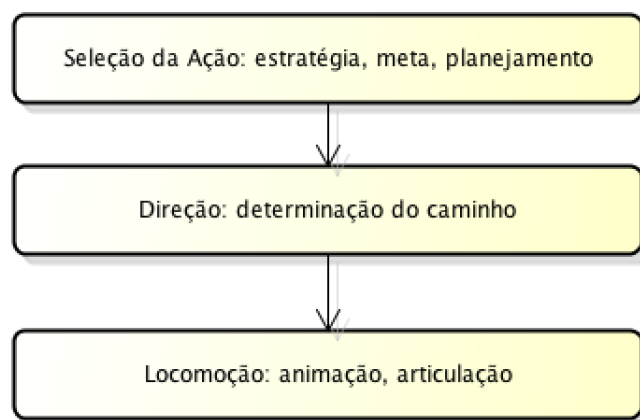 Seleção da Ação: estratégia, meta, planejamento
Direção: determinação do caminho
Locomoção: animação, articulação